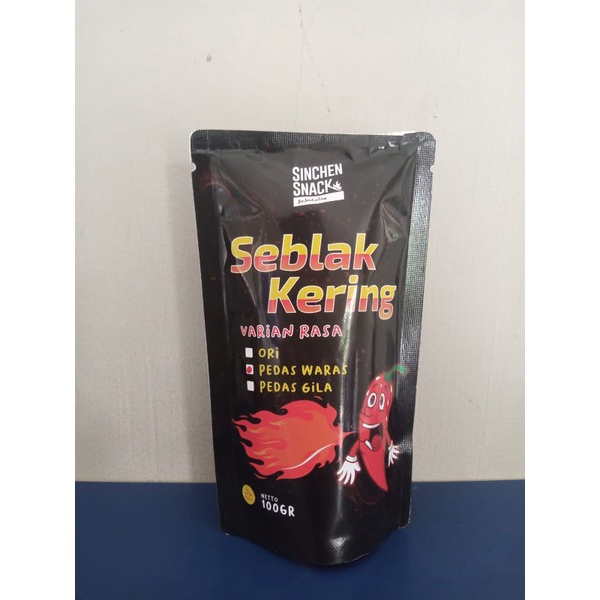 SINCHEN
SNACK
Seblak
Kering
VARIAN RASA
ORI
PEDAS WARAS
PEDAS GILA
NETTO
100GR